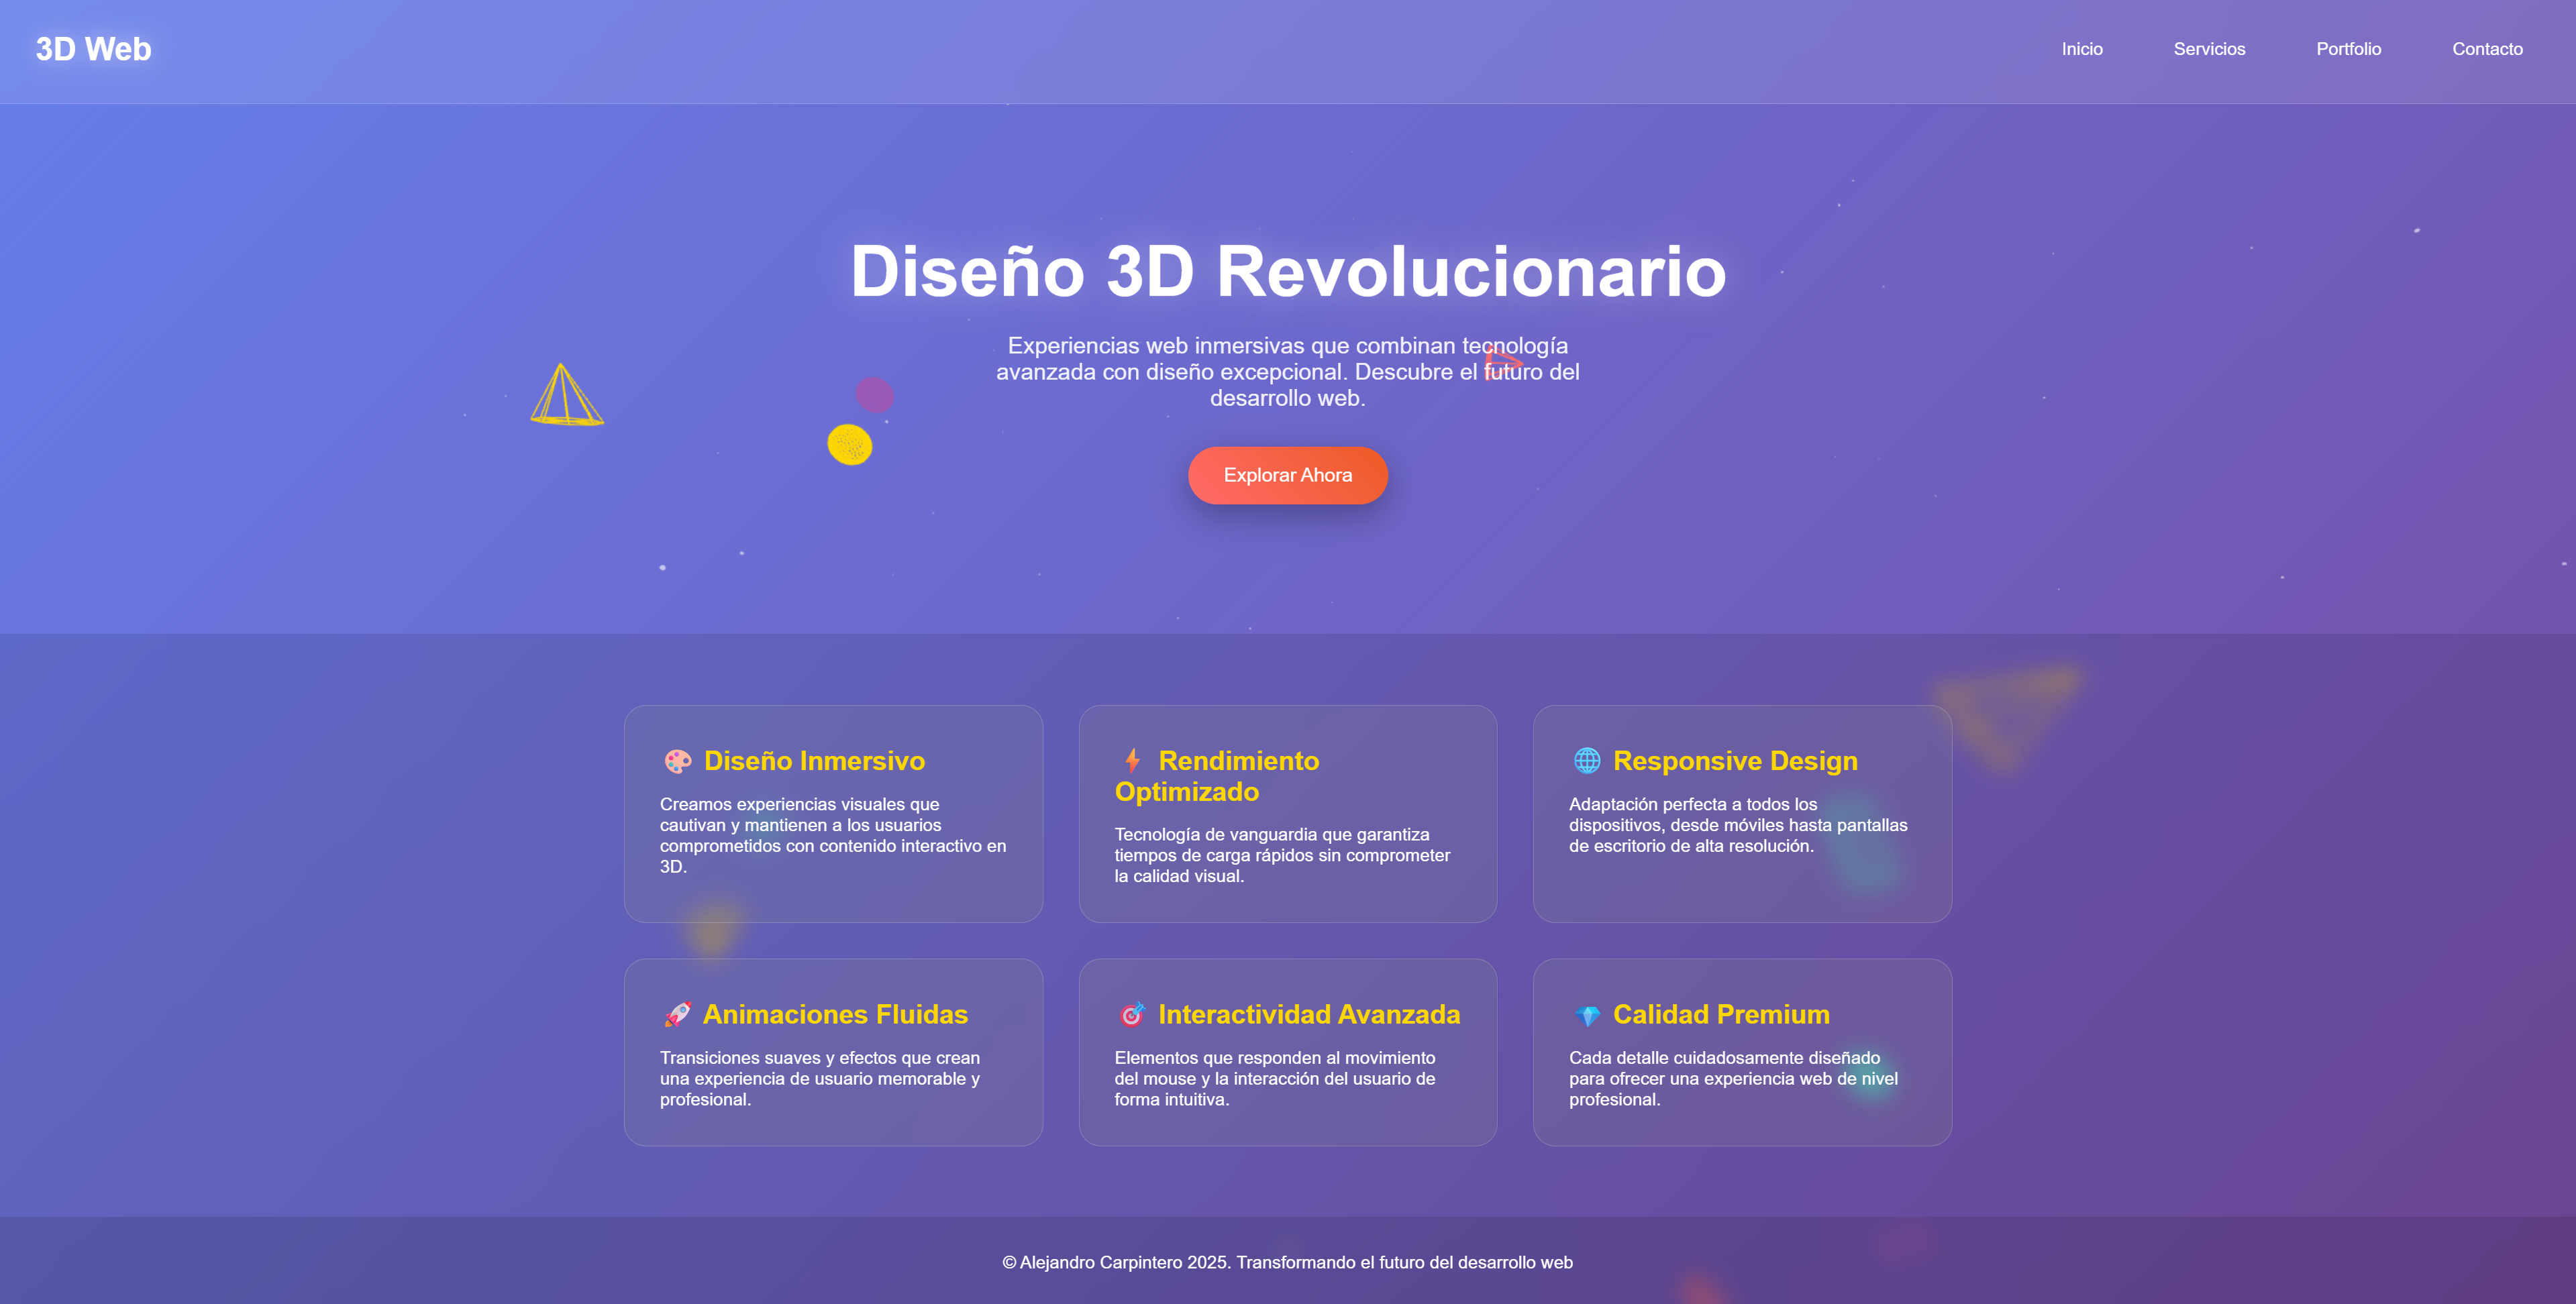 3D Web
Inicio
Servicios
Portfolio
Contacto
Diseño 3D Revolucionario
Experiencias web inmersivas que combinan tecnología
avanzada con diseño excepcional. Descubre el futuro del
desarrollo web.
Explorar Ahora
Diseño Inmersivo
Creamos experiencias visuales que
cautivan y mantienen a los usuarios
comprometidos con contenido interactivo en
3D.
Rendimiento
Optimizado
Tecnología de vanguardia que garantiza
tiempos de carga rápidos sin comprometer
la calidad visual.
Responsive Design
Adaptación perfecta a todos los
dispositivos, desde móviles hasta pantallas
de escritorio de alta resolución.
Animaciones Fluidas
Transiciones suaves y efectos que crean
una experiencia de usuario memorable y
profesional.
Interactividad Avanzada
Elementos que responden al movimiento
del mouse y la interacción del usuario de
forma intuitiva.
Calidad Premium
Cada detalle cuidadosamente diseñado
para ofrecer una experiencia web de nivel
profesional.
© Alejandro Carpintero 2025. Transformando el futuro del desarrollo web